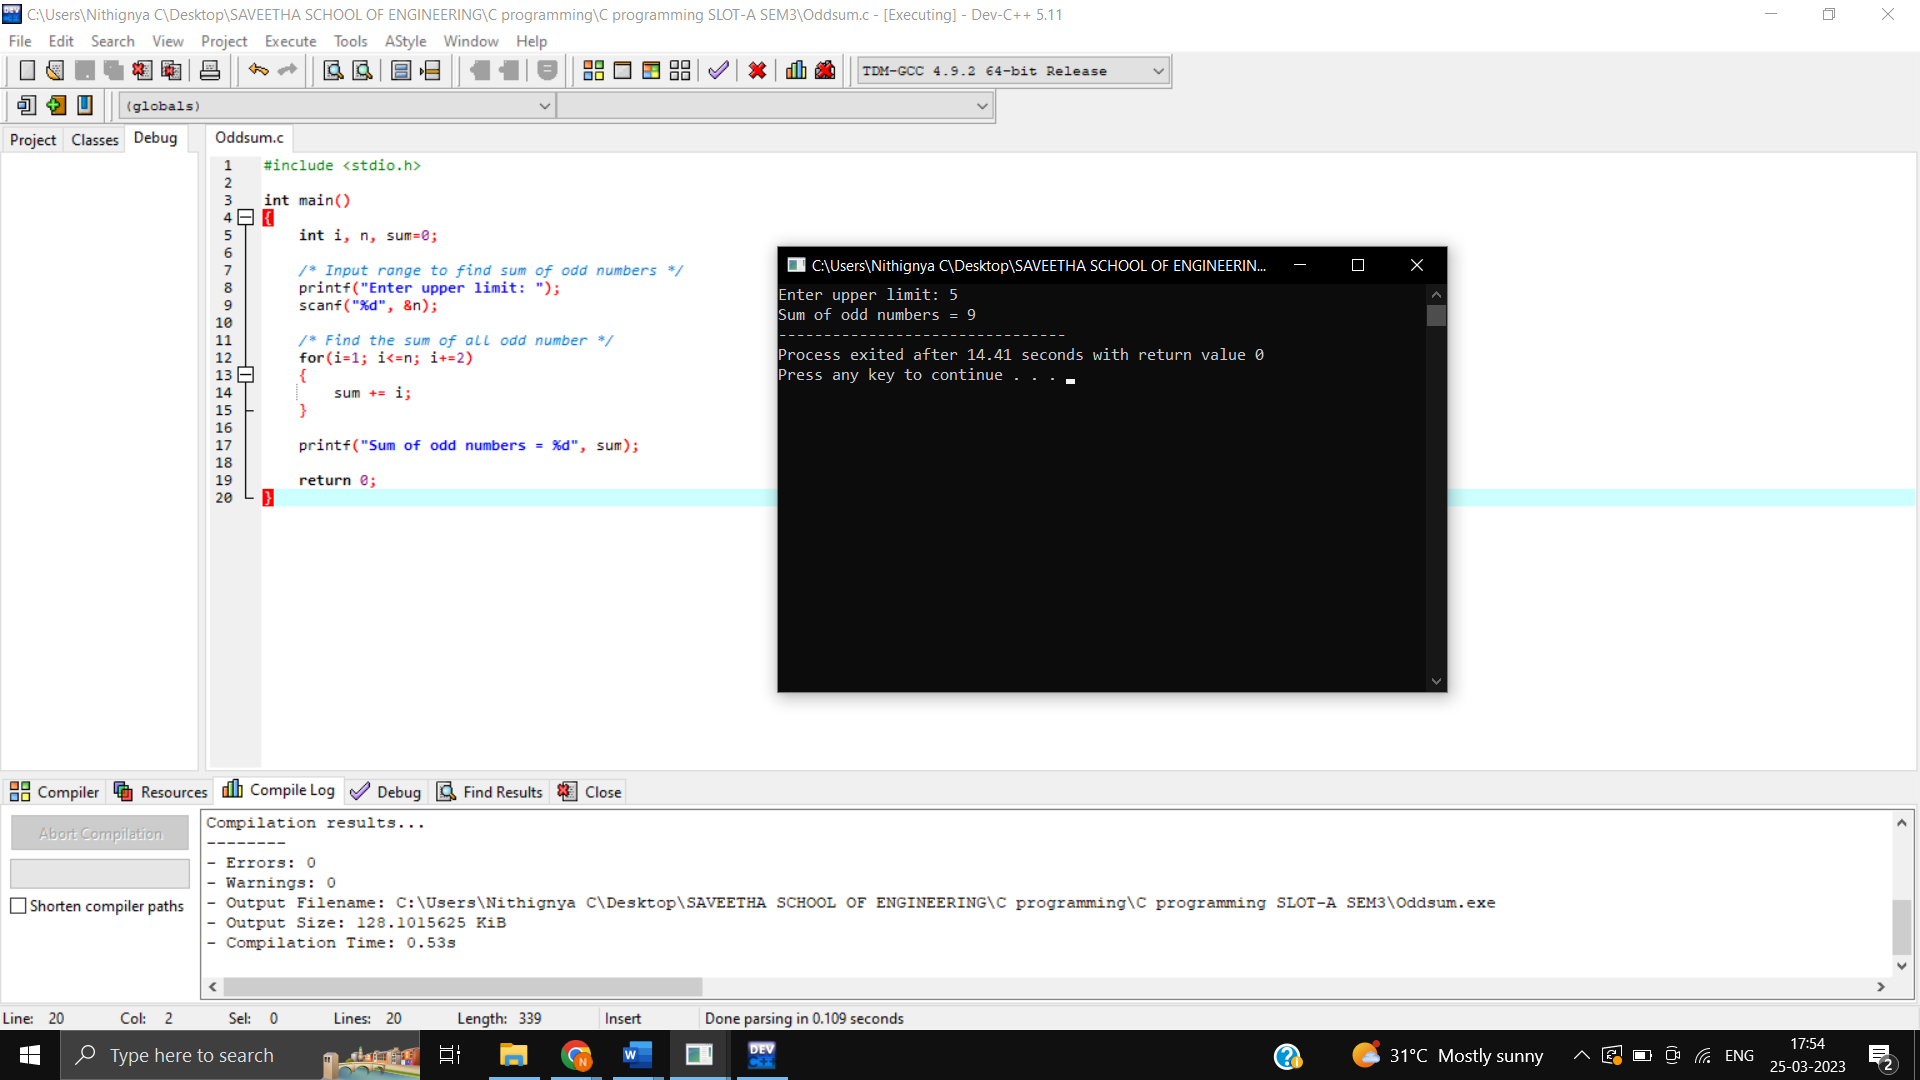 C:\Users\Nithignya C\Desktop\SAVEETHA SCHOOL OF ENGINEERING\C programming\C programming SLOT-A SEM3\Oddsum.c - [Executing] - Dev-C++ 5.11
File Edit Search View Project Execute Tools AStyle Window Help
TDM-GCC 4.9.2 64-bit Release
(globals)
Project Classes Debug
Oddsum.c
1 #include <stdio.h>
2
3 int main()
4 {
5 int i, n, sum=0;
6
7 /* Input range to find sum of odd numbers */
8 printf("Enter upper limit: ");
9 scanf("%d", &n);
10
11 /* Find the sum of all odd number */
12 for(i=1; i<=n; i+=2)
13 {
14 sum += i;
15 }
16
17 printf("Sum of odd numbers = %d", sum);
18
19 return 0;
20 }
C:\Users\Nithignya C\Desktop\SAVEETHA SCHOOL OF ENGINEERIN...
Enter upper limit: 5
Sum of odd numbers = 9
--------------------------------
Process exited after 14.41 seconds with return value 0
Press any key to continue . . .
Compiler Resources Compile Log Debug Find Results Close
Abort Compilation
Shorten compiler paths
Compilation results...
--------
- Errors: 0
- Warnings: 0
- Output Filename: C:\Users\Nithignya C\Desktop\SAVEETHA SCHOOL OF ENGINEERING\C programming\C programming SLOT-A SEM3\Oddsum.exe
- Output Size: 128.1015625 KiB
- Compilation Time: 0.53s
Line: 20 Col: 2 Sel: 0 Lines: 20 Length: 339 Insert Done parsing in 0.109 seconds
Type here to search
DEV
31°C Mostly sunny
ENG
17:54
25-03-2023
2